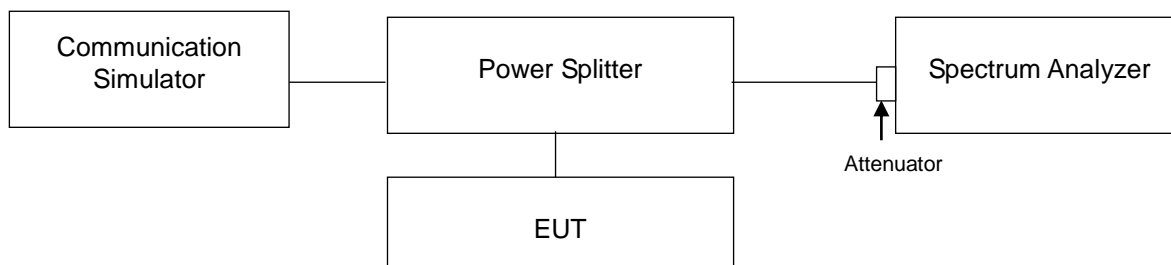 Communication
Simulator
Power Splitter
Spectrum Analyzer
Attenuator
EUT